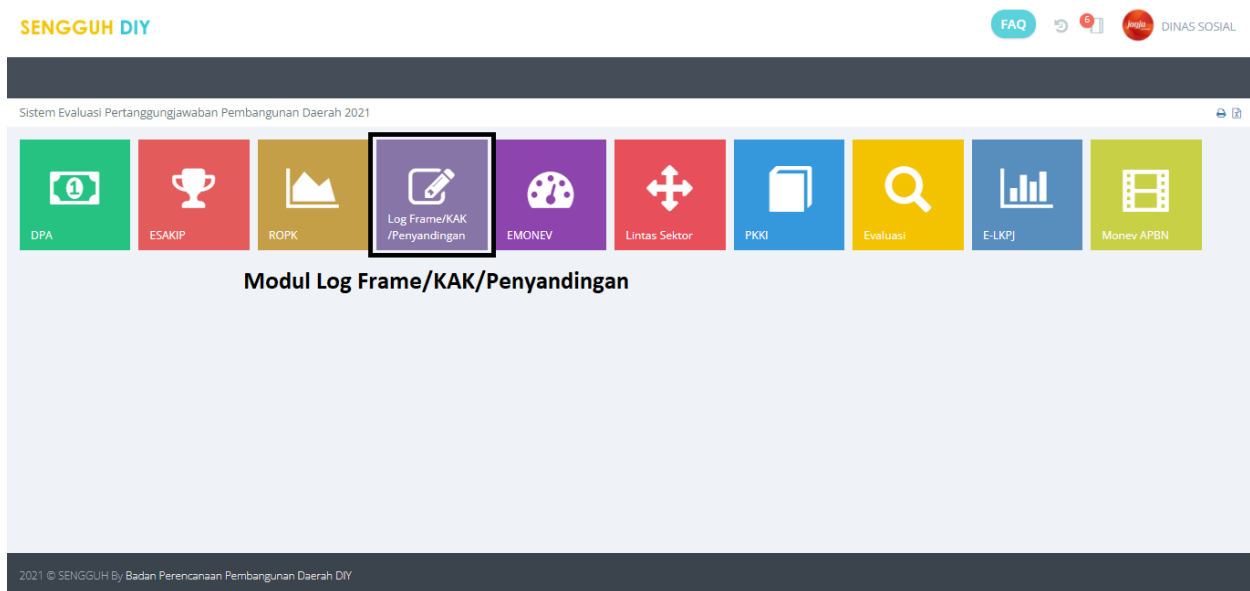 SENGGUH DIY
FAQ
6
jogja
DINAS SOSIAL
Sistem Evaluasi Pertanggungjawaban Pembangunan Daerah 2021
1
DPA
ESAKIP
ROPK
Log Frame/KAK
/Penyandingan
EMONEV
Lintas Sektor
PKKI
Evaluasi
E-LKPJ
Monev APBN
Modul Log Frame/KAK/Penyandingan
2021 © SENGGUH By Badan Perencanaan Pembangunan Daerah DIY